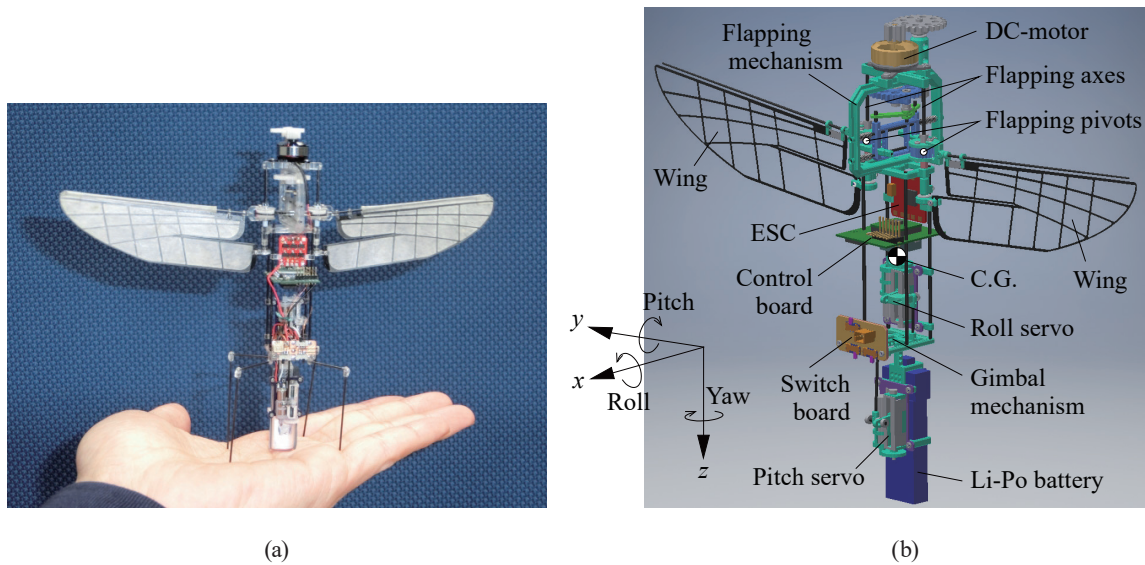 Flapping
mechanism
DC-motor
Flapping axes
Flapping pivots
Wing
ESC
Control
board
C.G.
Wing
Roll servo
Pitch
y
x
Roll
Yaw
z
Switch
board
Gimbal
mechanism
Pitch servo
Li-Po battery
(a)
(b)